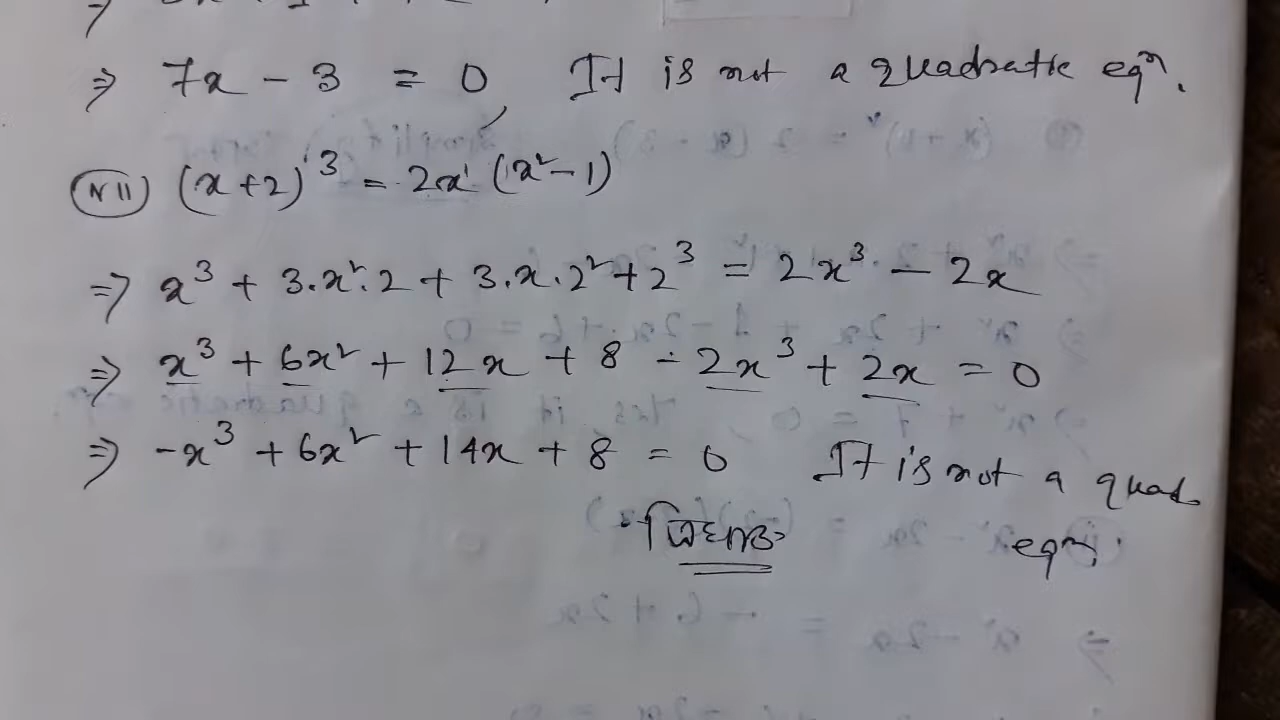 ⇒ 7x - 3 = 0, It is not a quadratic eqⁿ.
VII) (x+2)³ = 2x (x² - 1)
⇒ x³ + 3.x².2 + 3.x.2² + 2³ = 2x³ - 2x
⇒ x³ + 6x² + 12x + 8 - 2x³ + 2x = 0
⇒ -x³ + 6x² + 14x + 8 = 0 It is not a quad
eqⁿ.